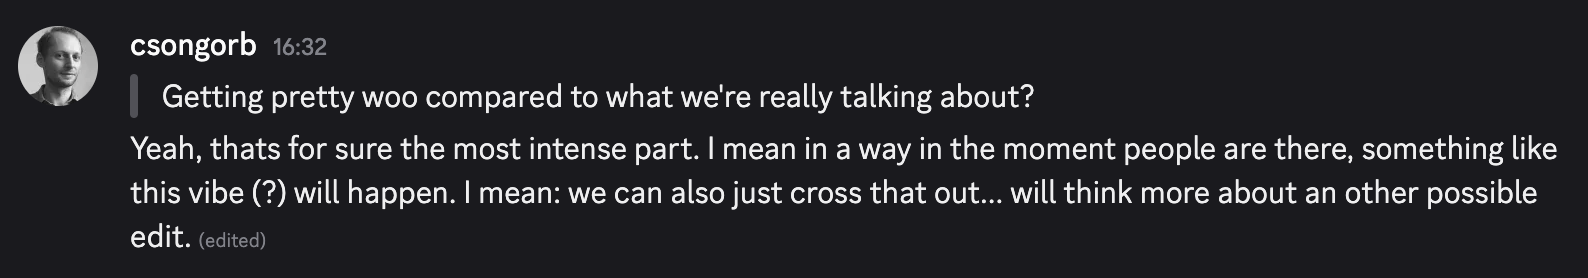 csongorb 16:32
Getting pretty woo compared to what we're really talking about?
Yeah, thats for sure the most intense part. I mean in a way in the moment people are there, something like
this vibe (?) will happen. I mean: we can also just cross that out... will think more about an other possible
edit. (edited)